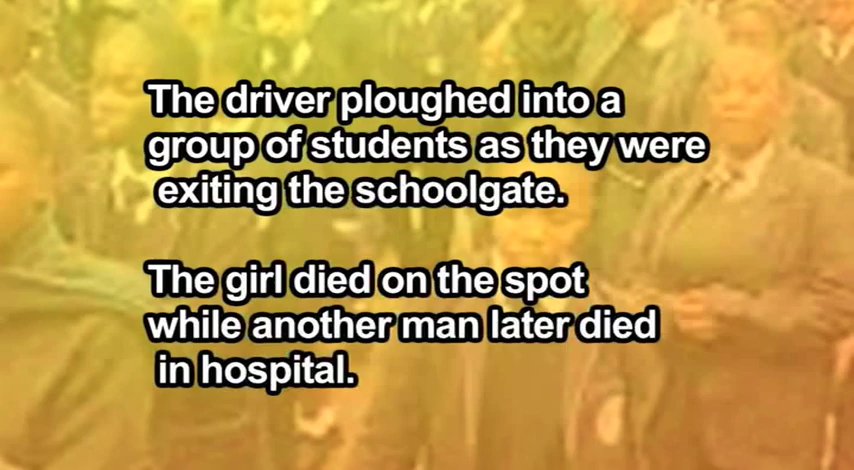 The driver ploughed into a
group of students as they were
exiting the schoolgate.
The girl died on the spot
while another man later died
in hospital.